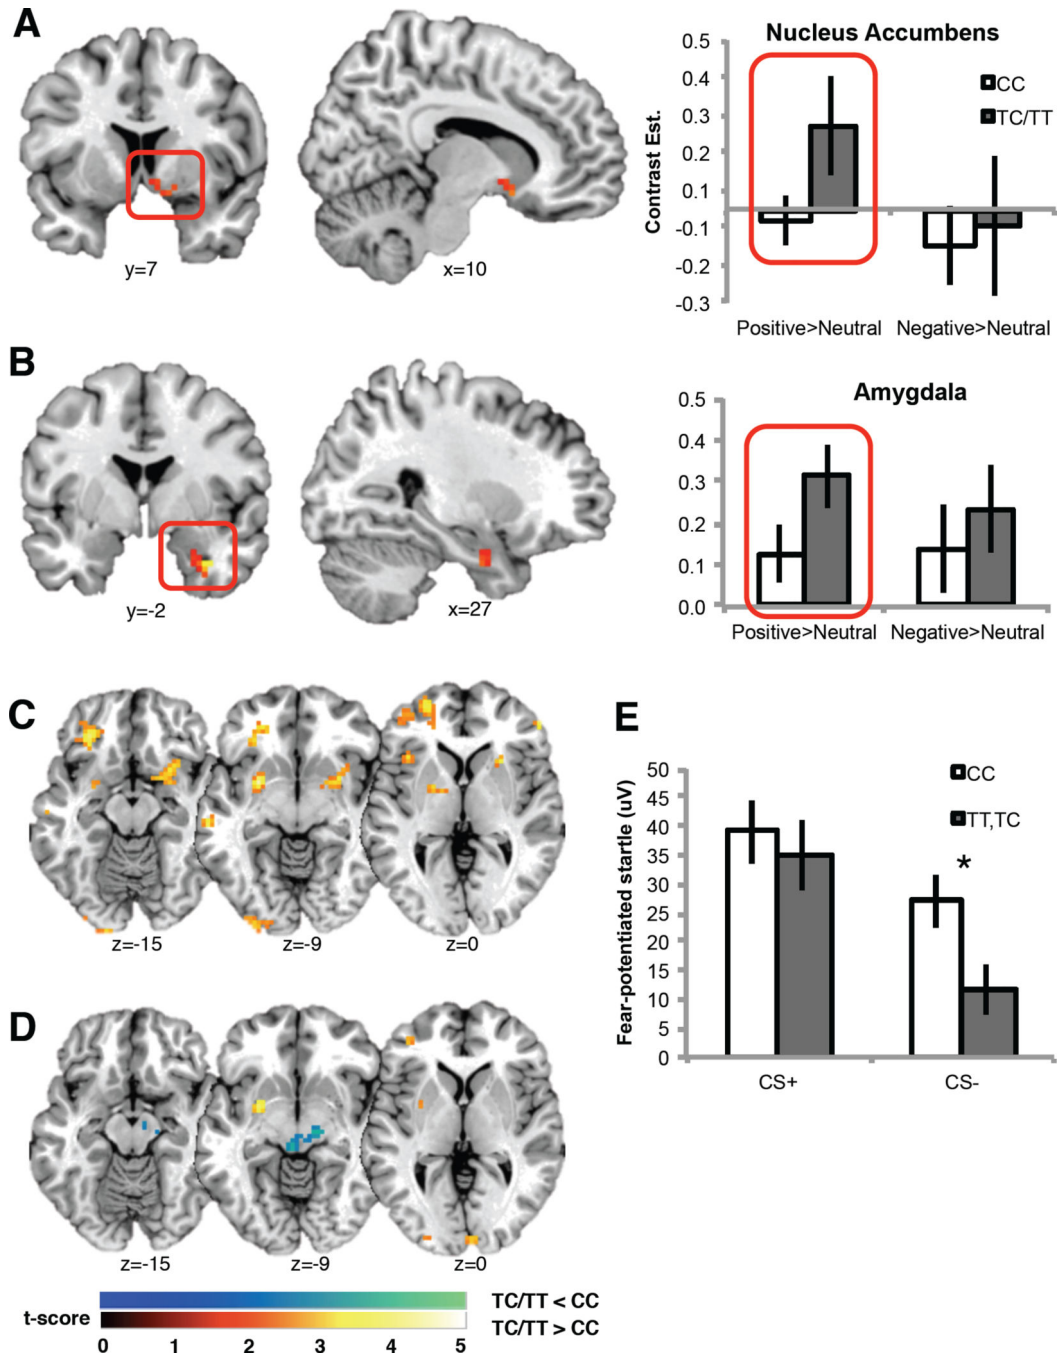 A
y=7
x=10
Nucleus Accumbens
CC
TC/TT
Contrast Est.
0.5
0.4
0.3
0.2
0.1
-0.1
-0.2
-0.3
Positive>Neutral
Negative>Neutral
B
y=-2
x=27
Amygdala
0.5
0.4
0.3
0.2
0.1
0.0
Positive>Neutral
Negative>Neutral
C
z=-15
z=-9
z=0
D
z=-15
z=-9
z=0
t-score
TC/TT < CC
TC/TT > CC
0 1 2 3 4 5
E
CC
TT,TC
*
Fear-potentiated startle (uV)
50
45
40
35
30
25
20
15
10
5
0
CS+
CS-